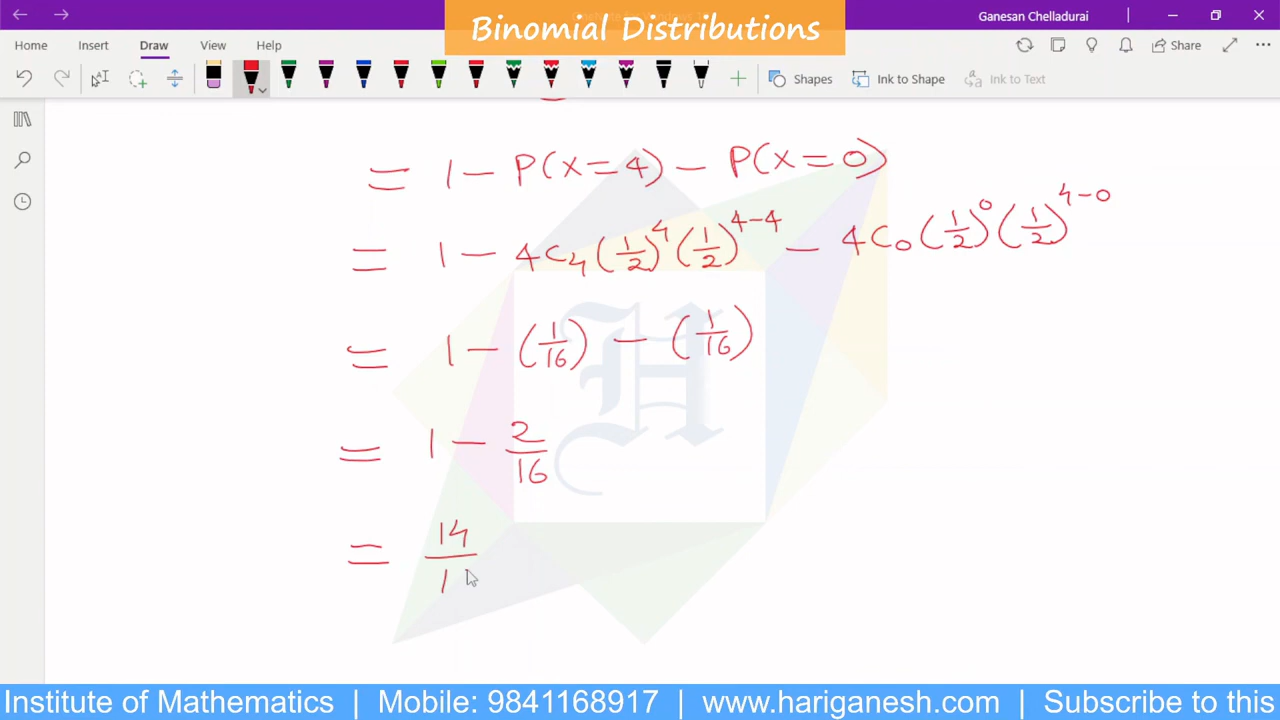 Ganesan Chelladurai
Binomial Distributions
Home Insert Draw View Help Share
Shapes Ink to Shape Ink to Text
= 1 - P(X=4) - P(X=0)
= 1 - 4C₄ (1/2)⁴ (1/2)⁴⁻⁴ - 4C₀ (1/2)⁰ (1/2)⁴⁻⁰
= 1 - (1/16) - (1/16)
= 1 - 2/16
= 14/1
H
Institute of Mathematics | Mobile: 9841168917 | www.hariganesh.com | Subscribe to this